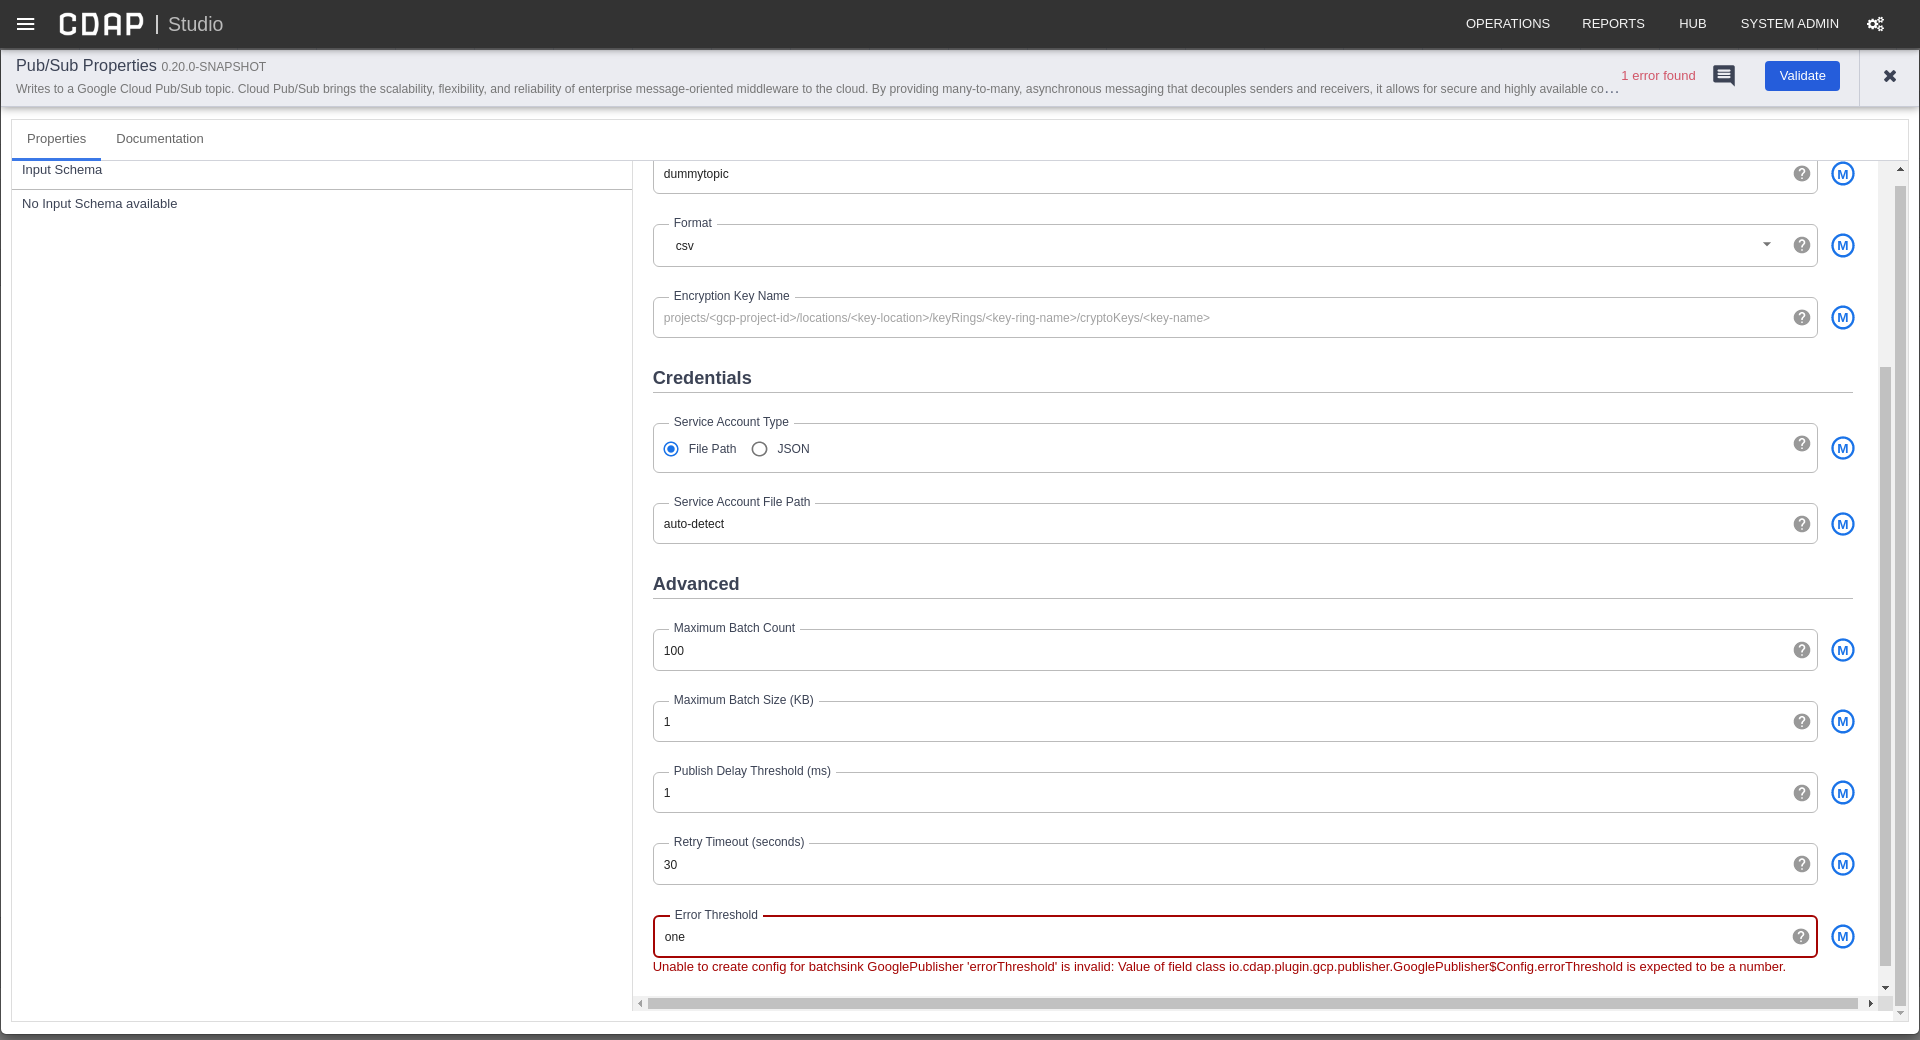 CDAP | Studio
OPERATIONS REPORTS HUB SYSTEM ADMIN
Pub/Sub Properties 0.20.0-SNAPSHOT
Writes to a Google Cloud Pub/Sub topic. Cloud Pub/Sub brings the scalability, flexibility, and reliability of enterprise message-oriented middleware to the cloud. By providing many-to-many, asynchronous messaging that decouples senders and receivers, it allows for secure and highly available co...
1 error found
Validate
Properties Documentation
Input Schema
No Input Schema available
dummytopic
M
Format
csv
M
Encryption Key Name
projects/<gcp-project-id>/locations/<key-location>/keyRings/<key-ring-name>/cryptoKeys/<key-name>
M
Credentials
Service Account Type
File Path JSON
M
Service Account File Path
auto-detect
M
Advanced
Maximum Batch Count
100
M
Maximum Batch Size (KB)
1
M
Publish Delay Threshold (ms)
1
M
Retry Timeout (seconds)
30
M
Error Threshold
one
M
Unable to create config for batchsink GooglePublisher 'errorThreshold' is invalid: Value of field class io.cdap.plugin.gcp.publisher.GooglePublisher$Config.errorThreshold is expected to be a number.